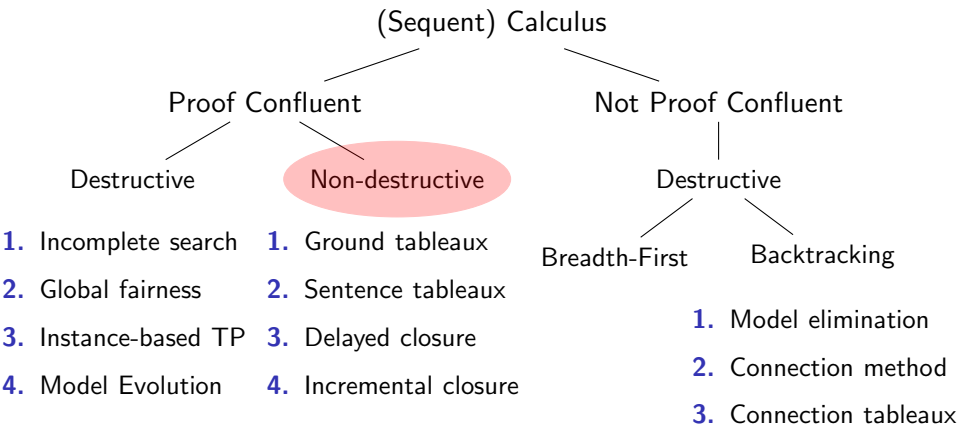 (Sequent) Calculus
Proof Confluent
Not Proof Confluent
Destructive
Non-destructive
Destructive
1. Incomplete search
2. Global fairness
3. Instance-based TP
4. Model Evolution
1. Ground tableaux
2. Sentence tableaux
3. Delayed closure
4. Incremental closure
Breadth-First
Backtracking
1. Model elimination
2. Connection method
3. Connection tableaux